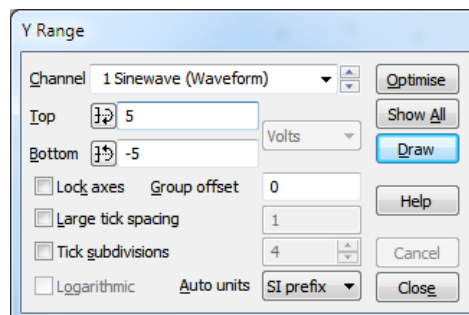 Y Range
Channel 1 Sinewave (Waveform) Optimise
Top 5 Show All
Volts Draw
Bottom -5
Lock axes Group offset 0 Help
Large tick spacing 1
Tick subdivisions 4 Cancel
Logarithmic Auto units SI prefix Close